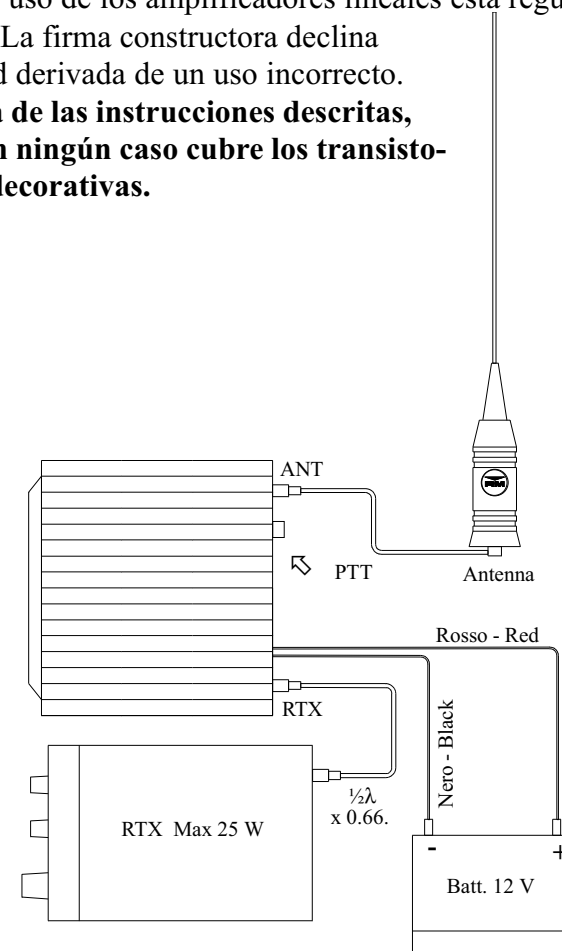 uso de los amplificadores lineales está regu
La firma constructora declina
d derivada de un uso incorrecto.
a de las instrucciones descritas,
n ningún caso cubre los transisto-
decorativas.
ANT
PTT
Antenna
Rosso - Red
Nero - Black
RTX
½λ
x 0.66.
RTX Max 25 W
-
+
Batt. 12 V